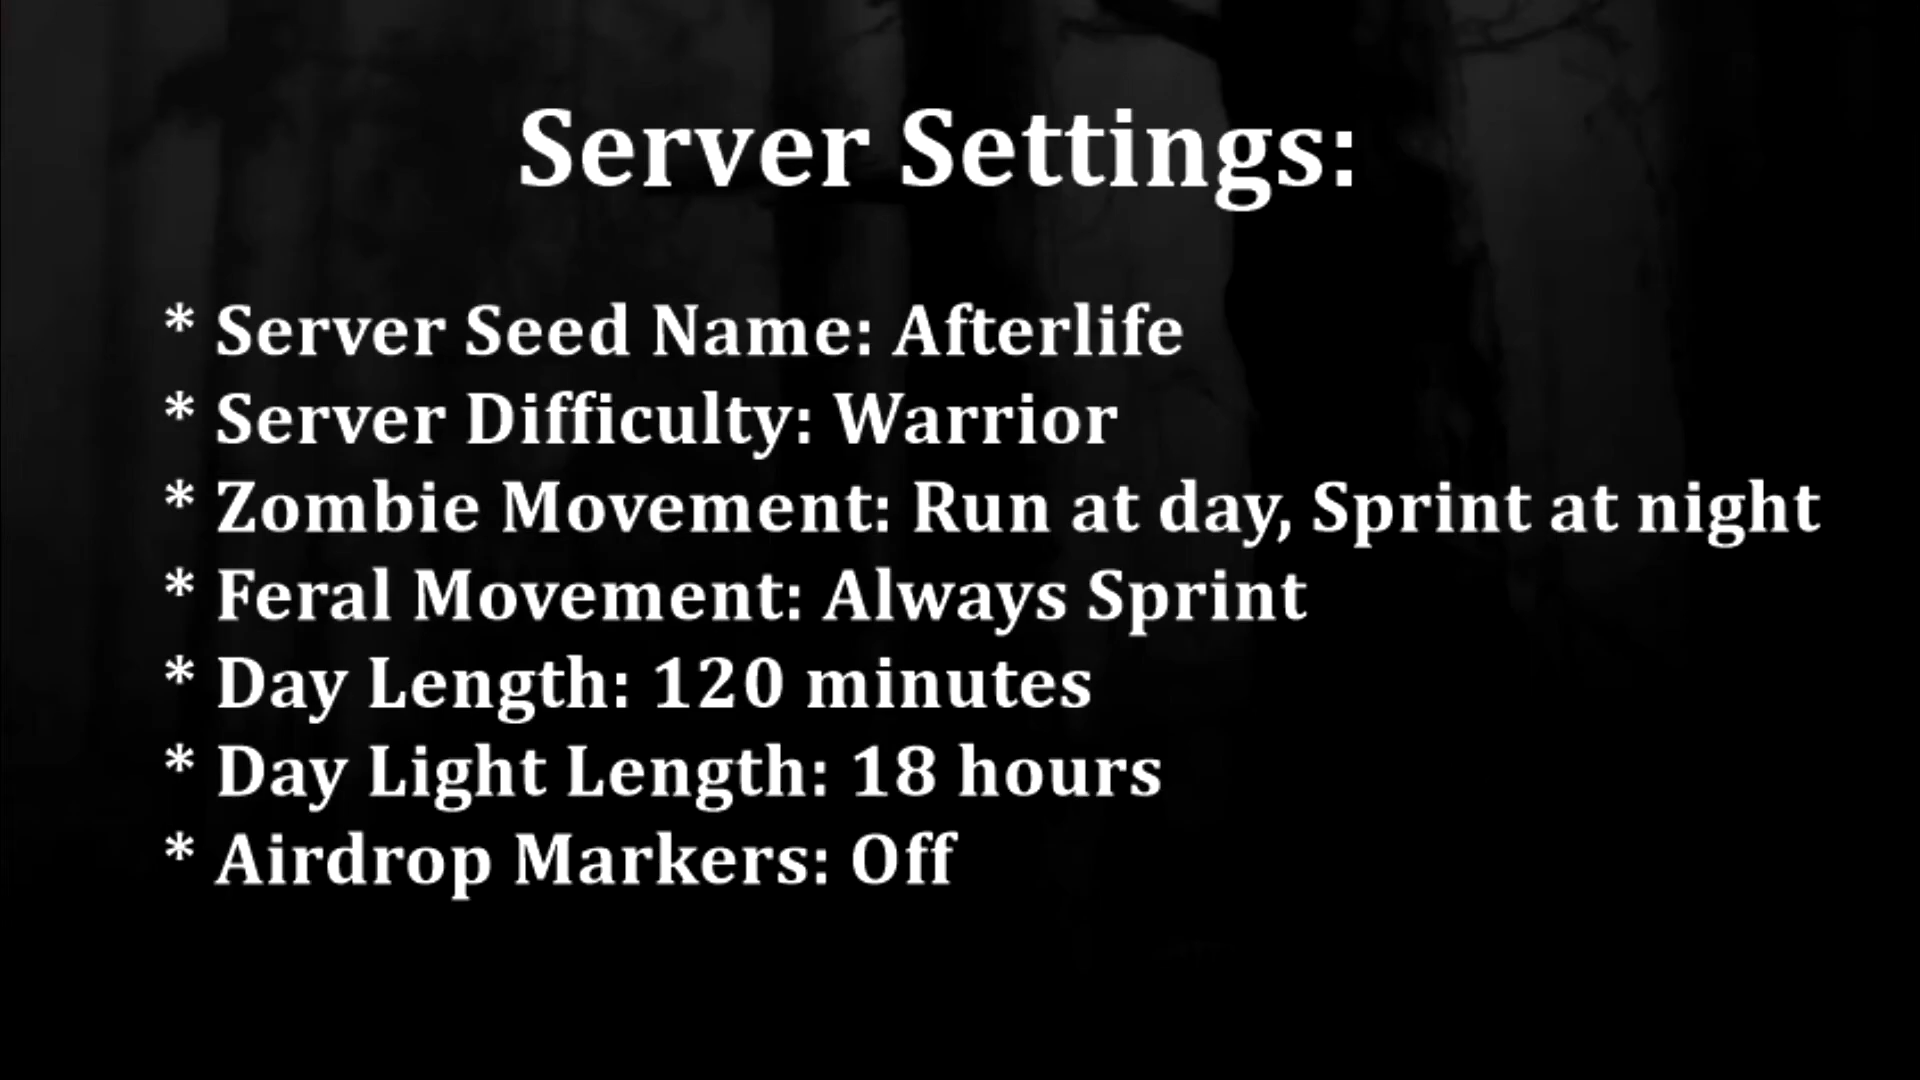 Server Settings:
* Server Seed Name: Afterlife
* Server Difficulty: Warrior
* Zombie Movement: Run at day, Sprint at night
* Feral Movement: Always Sprint
* Day Length: 120 minutes
* Day Light Length: 18 hours
* Airdrop Markers: Off